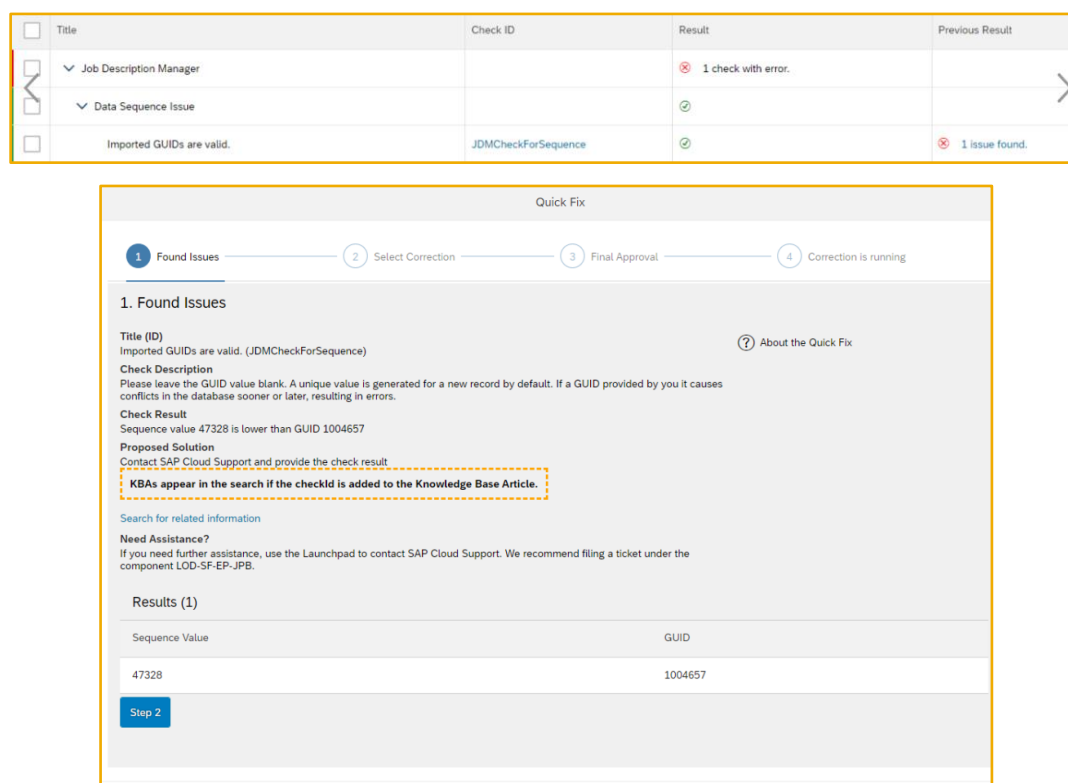 Title Check ID Result Previous Result
Job Description Manager 1 check with error.
Data Sequence Issue
Imported GUIDs are valid. JDMCheckForSequence 1 issue found.
Quick Fix
1 Found Issues 2 Select Correction 3 Final Approval 4 Correction is running
1. Found Issues
Title (ID)
Imported GUIDs are valid. (JDMCheckForSequence)
? About the Quick Fix
Check Description
Please leave the GUID value blank. A unique value is generated for a new record by default. If a GUID provided by you it causes
conflicts in the database sooner or later, resulting in errors.
Check Result
Sequence value 47328 is lower than GUID 1004657
Proposed Solution
Contact SAP Cloud Support and provide the check result
KBAs appear in the search if the checkId is added to the Knowledge Base Article.
Search for related information
Need Assistance?
If you need further assistance, use the Launchpad to contact SAP Cloud Support. We recommend filing a ticket under the
component LOD-SF-EP-JPB.
Results (1)
Sequence Value GUID
47328 1004657
Step 2